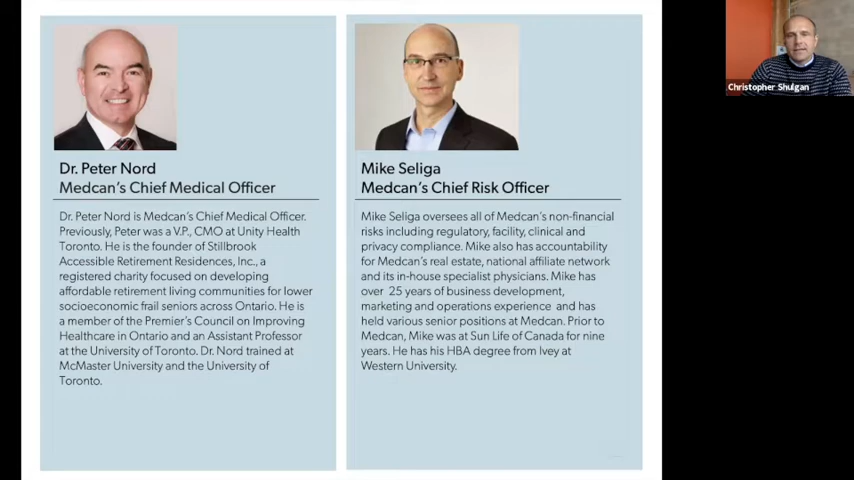 Dr. Peter Nord
Medcan's Chief Medical Officer
Dr. Peter Nord is Medcan's Chief Medical Officer.
Previously, Peter was a V.P., CMO at Unity Health
Toronto. He is the founder of Stillbrook
Accessible Retirement Residences, Inc., a
registered charity focused on developing
affordable retirement living communities for lower
socioeconomic frail seniors across Ontario. He is
a member of the Premier's Council on Improving
Healthcare in Ontario and an Assistant Professor
at the University of Toronto. Dr. Nord trained at
McMaster University and the University of
Toronto.
Mike Seliga
Medcan's Chief Risk Officer
Mike Seliga oversees all of Medcan's non-financial
risks including regulatory, facility, clinical and
privacy compliance. Mike also has accountability
for Medcan's real estate, national affiliate network
and its in-house specialist physicians. Mike has
over 25 years of business development,
marketing and operations experience and has
held various senior positions at Medcan. Prior to
Medcan, Mike was at Sun Life of Canada for nine
years. He has his HBA degree from Ivey at
Western University.
Christopher Shulgan